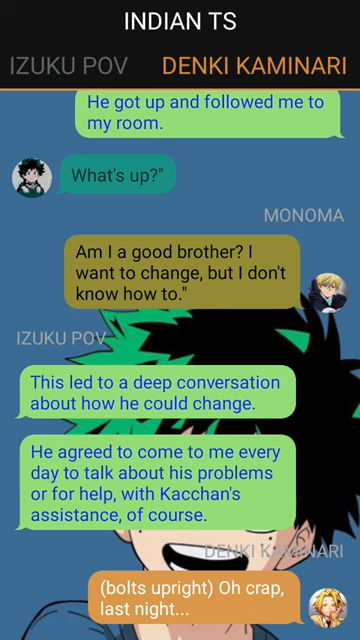 INDIAN TS
IZUKU POV DENKI KAMINARI
He got up and followed me to
my room.
What's up?"
MONOMA
Am I a good brother? I
want to change, but I don't
know how to."
IZUKU POV
This led to a deep conversation
about how he could change.
He agreed to come to me every
day to talk about his problems
or for help, with Kacchan's
assistance, of course.
DENKI KAMINARI
(bolts upright) Oh crap,
last night...